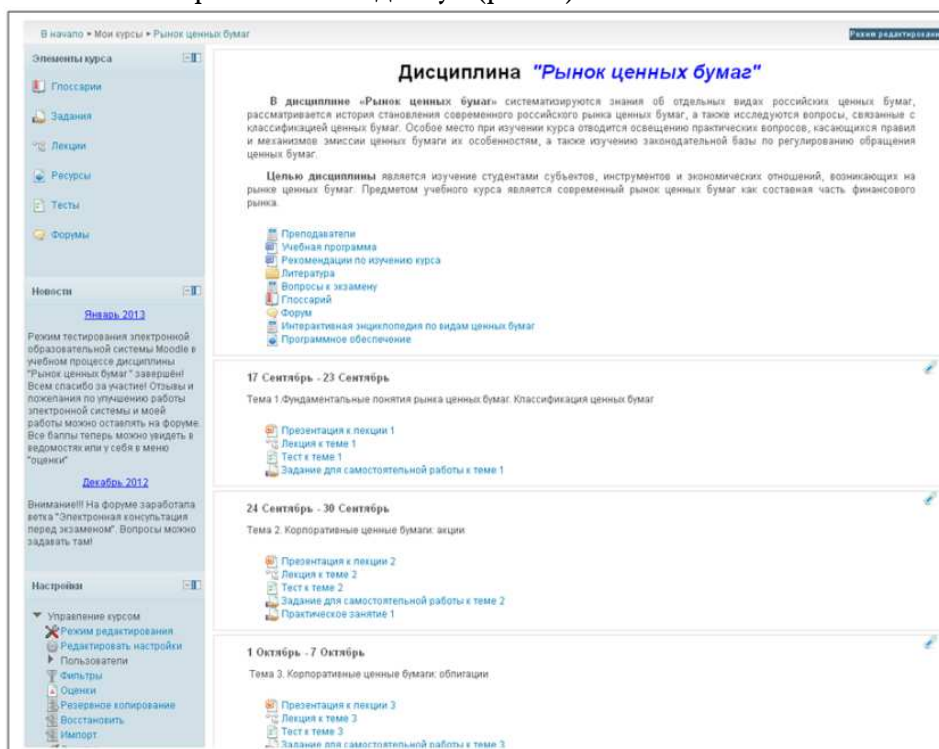 В начало ▸ Мои курсы ▸ Рынок ценных бумаг
Режим редактировани
Элементы курса
Глоссарии
Задания
Лекции
Ресурсы
Тесты
Форумы
Новости
Январь 2013
Режим тестирования электронной
образовательной системы Moodle в
учебном процессе дисциплины
"Рынок ценных бумаг" завершён!
Всем спасибо за участие! Отзывы и
пожелания по улучшению работы
электронной системы и моей
работы можно оставлять на форуме.
Все баллы теперь можно увидеть в
ведомостях или у себя в меню
"оценки"
Декабрь 2012
Внимание!!! На форуме заработала
ветка "Электронная консультация
перед экзаменом". Вопросы можно
задавать там!
Настройки
Управление курсом
Режим редактирования
Редактировать настройки
Пользователи
Фильтры
Оценки
Резервное копирование
Восстановить
Импорт
Дисциплина "Рынок ценных бумаг"
В дисциплине «Рынок ценных бумаг» систематизируются знания об отдельных видах российских ценных бумаг,
рассматривается история становления современного российского рынка ценных бумаг, а также исследуются вопросы, связанные с
классификацией ценных бумаг. Особое место при изучении курса отводится освещению практических вопросов, касающихся правил
и механизмов эмиссии ценных бумаги их особенностям, а также изучению законодательной базы по регулированию обращения
ценных бумаг.
Целью дисциплины является изучение студентами субъектов, инструментов и экономических отношений, возникающих на
рынке ценных бумаг. Предметом учебного курса является современный рынок ценных бумаг как составная часть финансового
рынка.
Преподаватели
Учебная программа
Рекомендации по изучению курса
Литература
Вопросы к экзамену
Глоссарий
Форум
Интерактивная энциклопедия по видам ценных бумаг
Программное обеспечение
17 Сентябрь - 23 Сентябрь
Тема 1.Фундаментальные понятия рынка ценных бумаг. Классификация ценных бумаг
Презентация к лекции 1
Лекция к теме 1
Тест к теме 1
Задание для самостоятельной работы к теме 1
24 Сентябрь - 30 Сентябрь
Тема 2. Корпоративные ценные бумаги: акции
Презентация к лекции 2
Лекция к теме 2
Тест к теме 2
Задание для самостоятельной работы к теме 2
Практическое занятие 1
1 Октябрь - 7 Октябрь
Тема 3. Корпоративные ценные бумаги: облигации
Презентация к лекции 3
Лекция к теме 3
Тест к теме 3
Задание для самостоятельной работы к теме 3